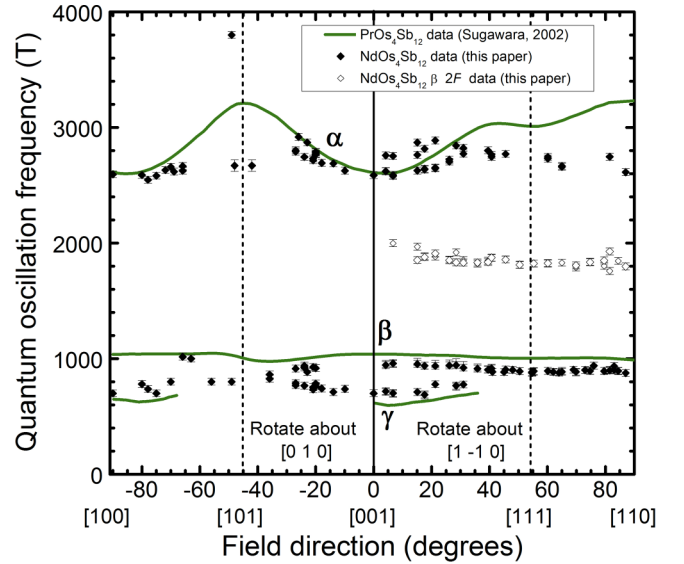 4000
3000
2000
1000
0
Quantum oscillation frequency (T)
PrOs₄Sb₁₂ data (Sugawara, 2002)
NdOs₄Sb₁₂ data (this paper)
NdOs₄Sb₁₂ β 2F data (this paper)
α
β
γ
Rotate about
[0 1 0]
Rotate about
[1 -1 0]
-80 -60 -40 -20 0 20 40 60 80
[100] [101] [001] [111] [110]
Field direction (degrees)